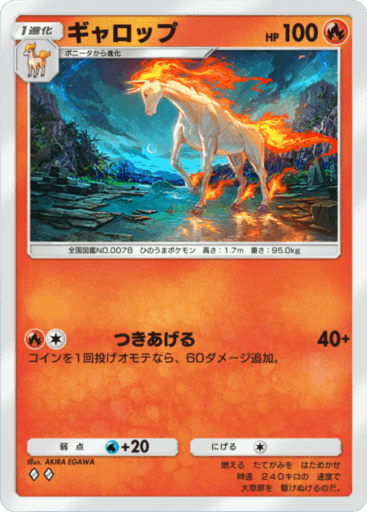 1進化
ギャロップ
HP 100
ポニータから進化
全国図鑑NO.0078 ひのうまポケモン 高さ:1.7m 重さ:95.0kg
つきあげる 40+
コインを1回投げオモテなら、60ダメージ追加。
弱点 +20
にげる
Illus. AKIRA EGAWA
燃える たてがみを はためかせ
時速 240キロの 速度で
大草原を 駆けぬけるのだ。